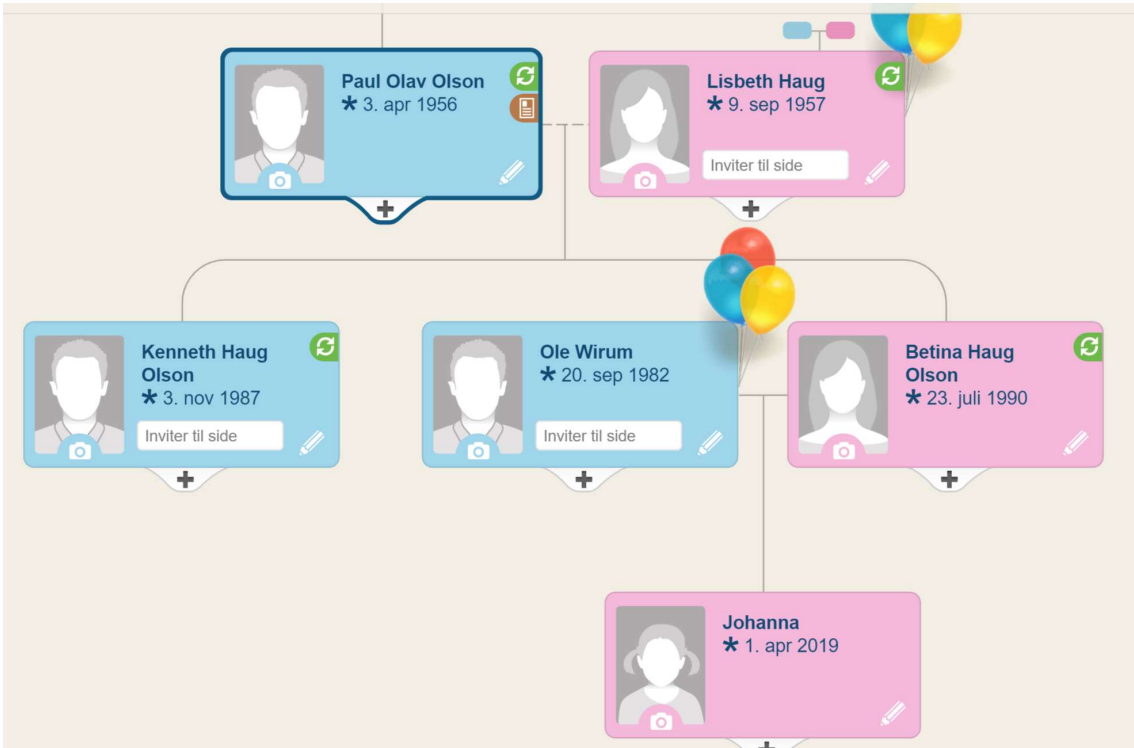 Paul Olav Olson
* 3. apr 1956
Lisbeth Haug
* 9. sep 1957
Inviter til side
Kenneth Haug
Olson
* 3. nov 1987
Inviter til side
Ole Wirum
* 20. sep 1982
Inviter til side
Betina Haug
Olson
* 23. juli 1990
Johanna
* 1. apr 2019